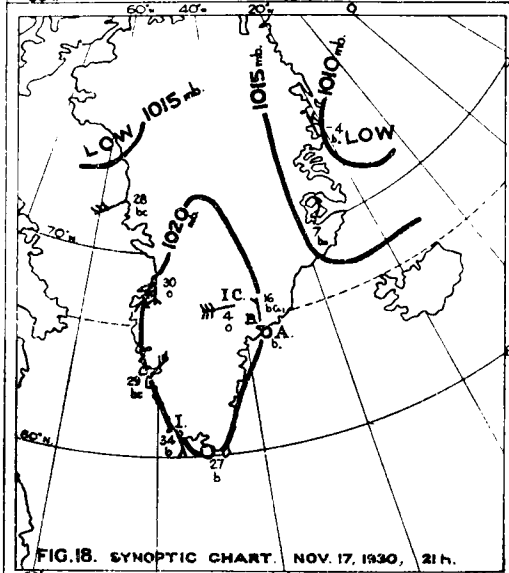 60°W 40° 20° 0
1015 mb.
LOW
1015 mb.
1010 mb.
-4
b.
LOW
28
bc
7
70°
1020
30
o
I C.
4
o
16
B.
A.
b.
29
bc
60°N.
I.
34
b
27
b
FIG.18. SYNOPTIC CHART. NOV. 17, 1930, 21 h.